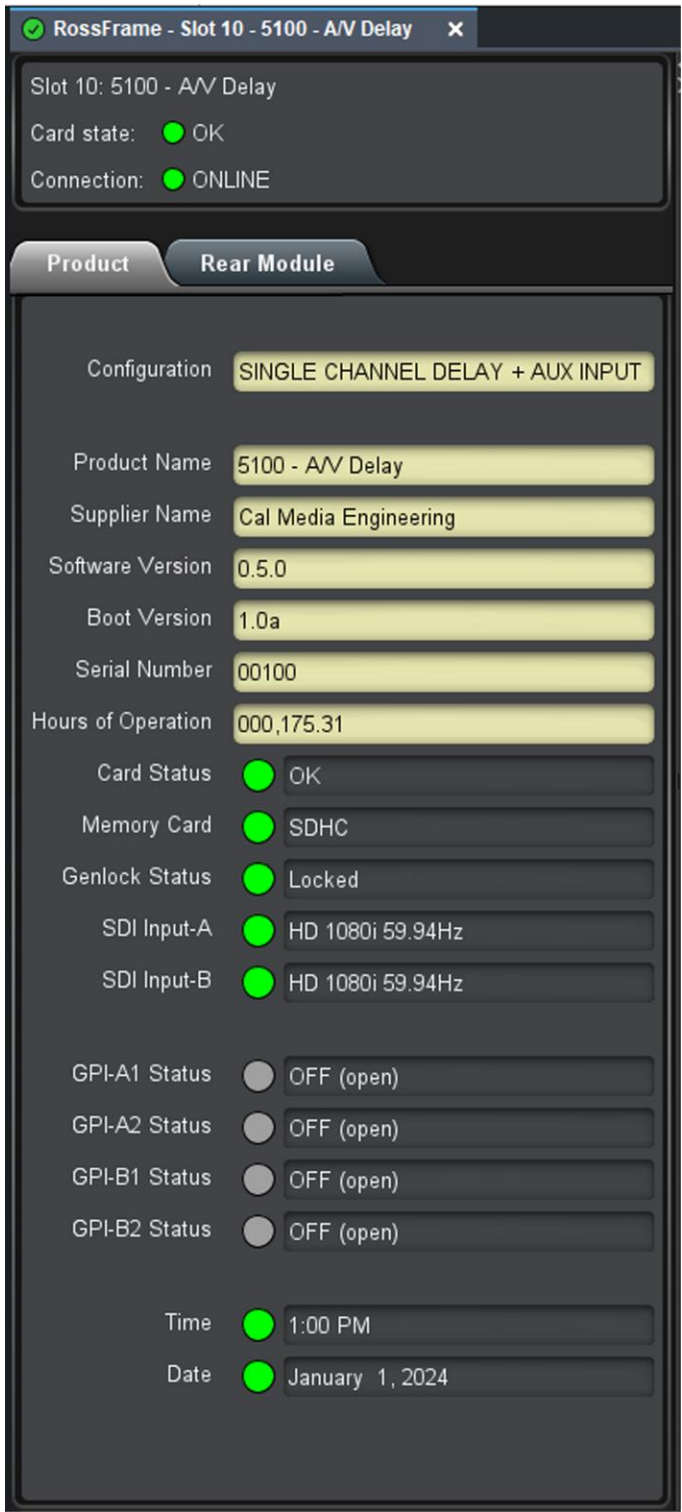 RossFrame - Slot 10 - 5100 - A/V Delay
Slot 10: 5100 - A/V Delay
Card state: OK
Connection: ONLINE
Product Rear Module
Configuration SINGLE CHANNEL DELAY + AUX INPUT
Product Name 5100 - A/V Delay
Supplier Name Cal Media Engineering
Software Version 0.5.0
Boot Version 1.0a
Serial Number 00100
Hours of Operation 000,175.31
Card Status OK
Memory Card SDHC
Genlock Status Locked
SDI Input-A HD 1080i 59.94Hz
SDI Input-B HD 1080i 59.94Hz
GPI-A1 Status OFF (open)
GPI-A2 Status OFF (open)
GPI-B1 Status OFF (open)
GPI-B2 Status OFF (open)
Time 1:00 PM
Date January 1, 2024